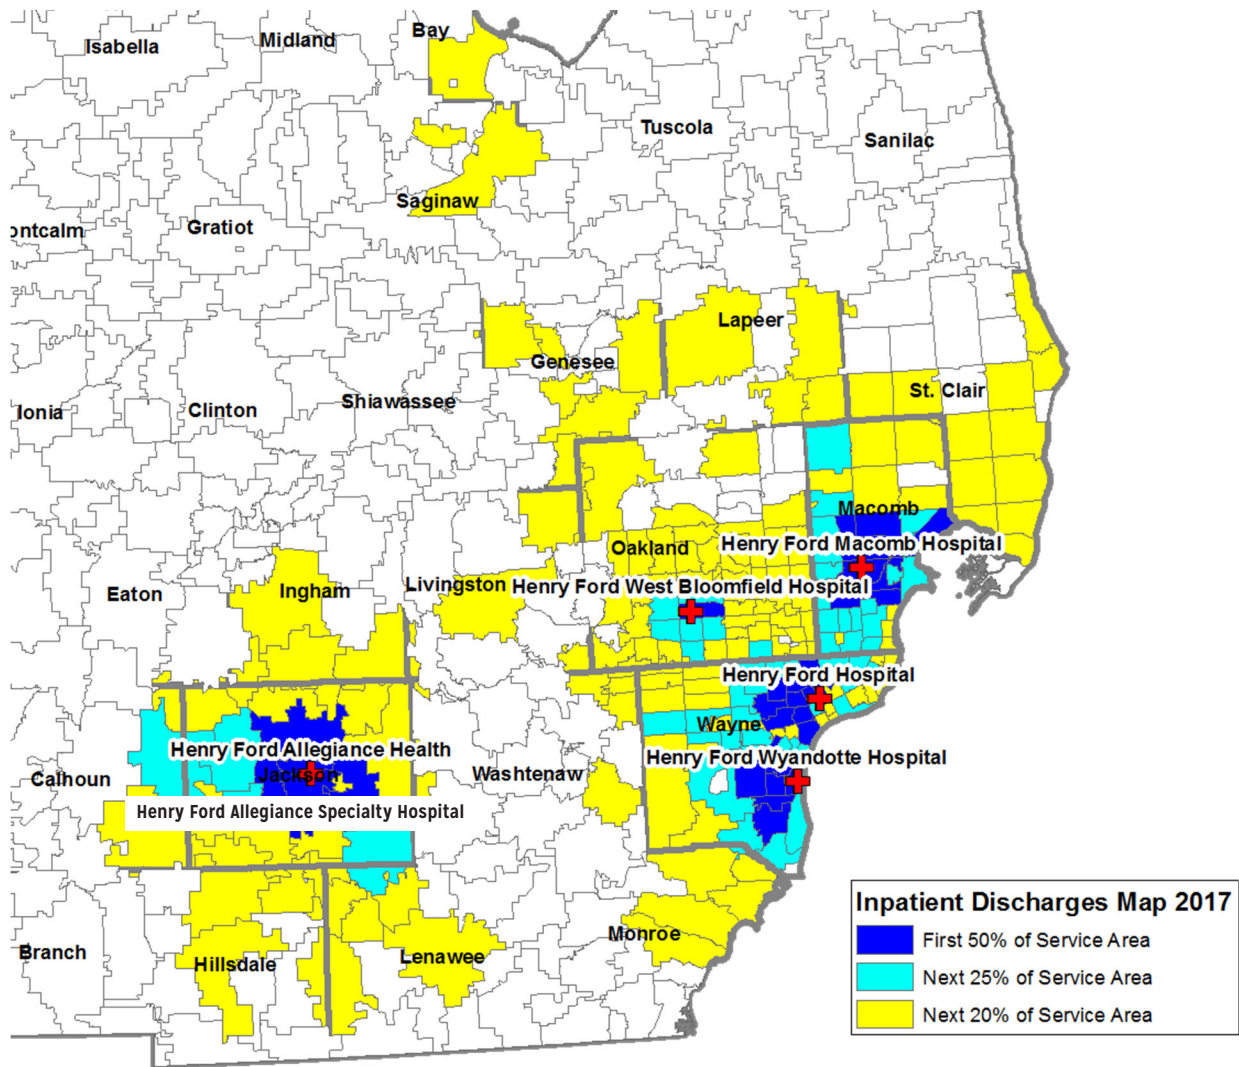 Isabella
Midland
Bay
Tuscola
Sanilac
Saginaw
Gratiot
ontcalm
Lapeer
Genesee
St. Clair
Ionia
Clinton
Shiawassee
Macomb
Henry Ford Macomb Hospital
Oakland
Livingston
Henry Ford West Bloomfield Hospital
Eaton
Ingham
Henry Ford Hospital
Wayne
Henry Ford Allegiance Health
Henry Ford Wyandotte Hospital
Calhoun
Jackson
Washtenaw
Henry Ford Allegiance Specialty Hospital
Branch
Hillsdale
Lenawee
Monroe
Inpatient Discharges Map 2017
First 50% of Service Area
Next 25% of Service Area
Next 20% of Service Area